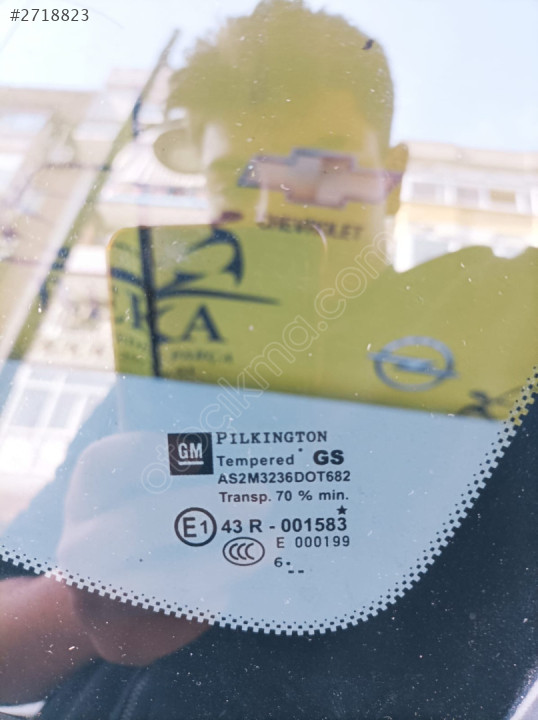 #2718823
CHEVROLET
GM
PILKINGTON
Tempered GS
AS2M3236DOT682
Transp. 70 % min.
E1 43 R - 001583
CCC E 000199
6